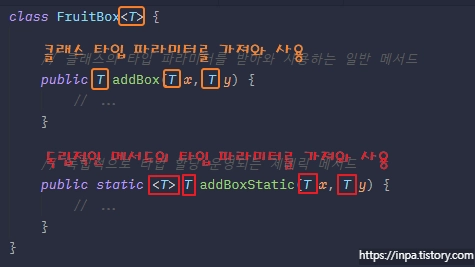 class FruitBox<T> {
클래스 타입 파라미터를 가져와 사용
// 클래스의 타입 파라미터를 받아와 사용하는 일반 메서드
public T addBox(T x, T y) {
// ...
}
독립적인 메서드의 타입 파라미터를 가져와 사용
// 독립적으로 타입 할당 운영되는 제네릭 메서드
public static <T> T addBoxStatic(T x, T y) {
// ...
}
}
https://inpa.tistory.com